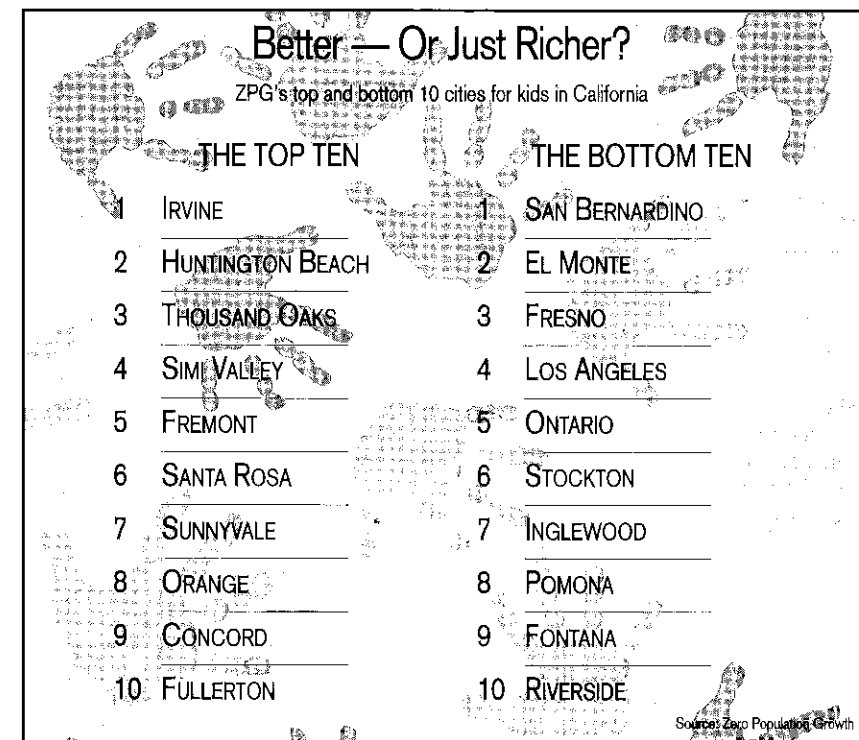 Better — Or Just Richer?
ZPG's top and bottom 10 cities for kids in California
THE TOP TEN
1 IRVINE
2 HUNTINGTON BEACH
3 THOUSAND OAKS
4 SIMI VALLEY
5 FREMONT
6 SANTA ROSA
7 SUNNYVALE
8 ORANGE
9 CONCORD
10 FULLERTON
THE BOTTOM TEN
1 SAN BERNARDINO
2 EL MONTE
3 FRESNO
4 LOS ANGELES
5 ONTARIO
6 STOCKTON
7 INGLEWOOD
8 POMONA
9 FONTANA
10 RIVERSIDE
Source: Zero Population Growth